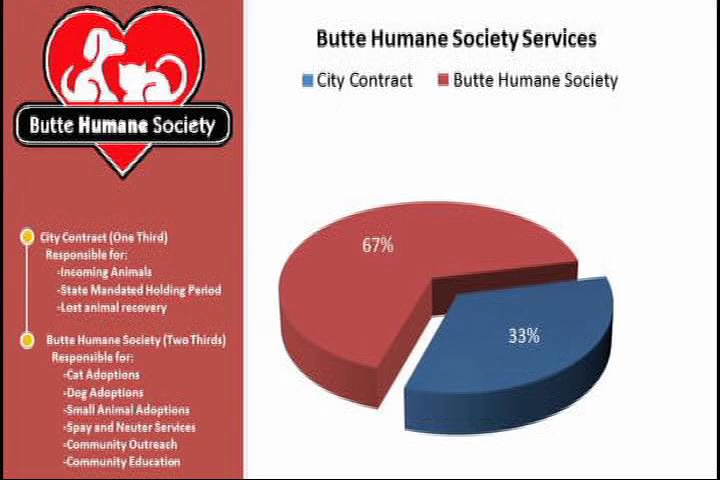 Butte Humane Society
City Contract (One Third)
Responsible for:
-Incoming Animals
-State Mandated Holding Period
-Lost animal recovery
Butte Humane Society (Two Thirds)
Responsible for:
-Cat Adoptions
-Dog Adoptions
-Small Animal Adoptions
-Spay and Neuter Services
-Community Outreach
-Community Education
Butte Humane Society Services
City Contract Butte Humane Society
67%
33%